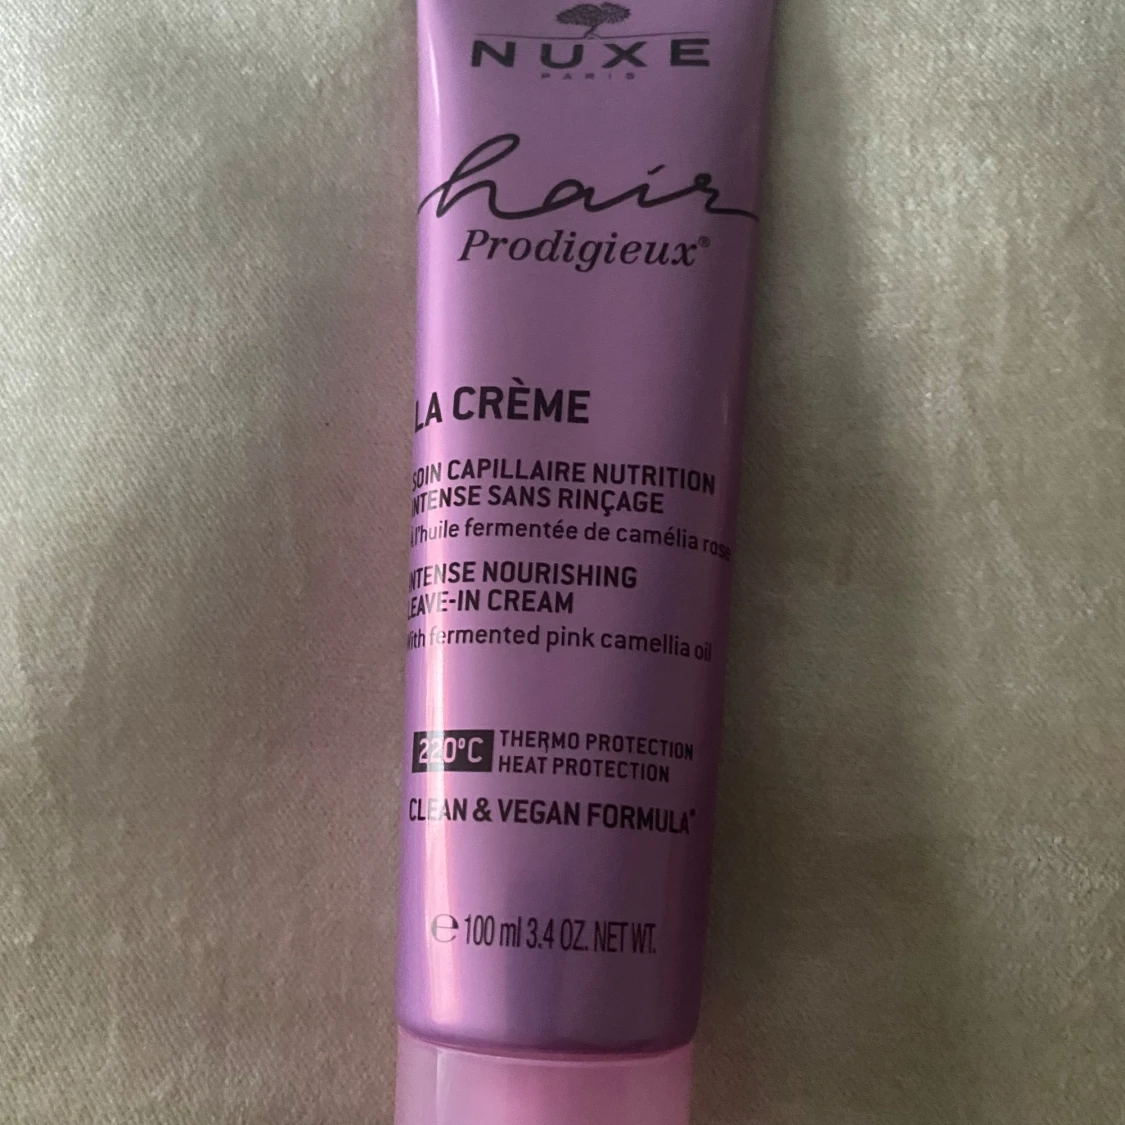 NUXE
PARIS
hair
Prodigieux®
LA CRÈME
SOIN CAPILLAIRE NUTRITION
INTENSE SANS RINÇAGE
À l'huile fermentée de camélia rose
INTENSE NOURISHING
LEAVE-IN CREAM
With fermented pink camellia oil
220°C THERMO PROTECTION
HEAT PROTECTION
CLEAN & VEGAN FORMULA*
℮ 100 ml 3.4 OZ. NET WT.